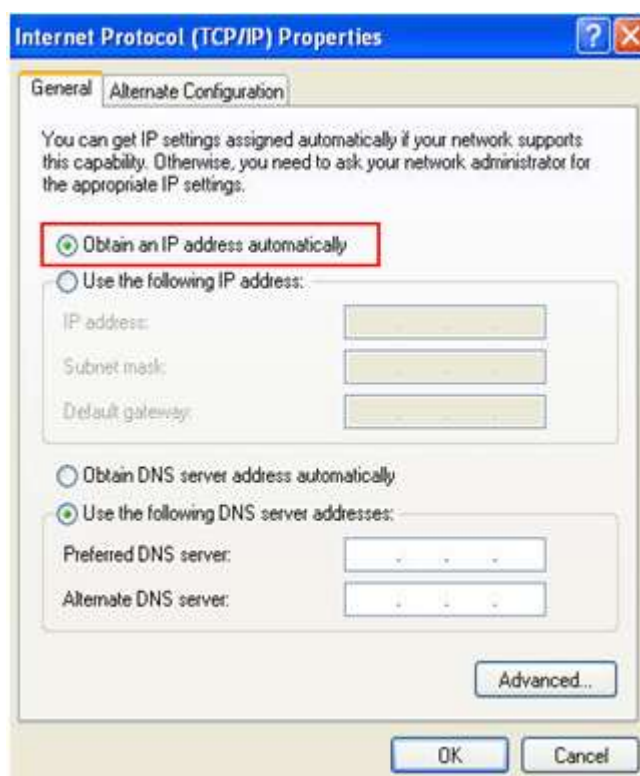 Internet Protocol (TCP/IP) Properties
General
Alternate Configuration
You can get IP settings assigned automatically if your network supports
this capability. Otherwise, you need to ask your network administrator for
the appropriate IP settings.
Obtain an IP address automatically
Use the following IP address:
IP address:
Subnet mask:
Default gateway:
Obtain DNS server address automatically
Use the following DNS server addresses:
Preferred DNS server:
Alternate DNS server:
Advanced...
OK
Cancel